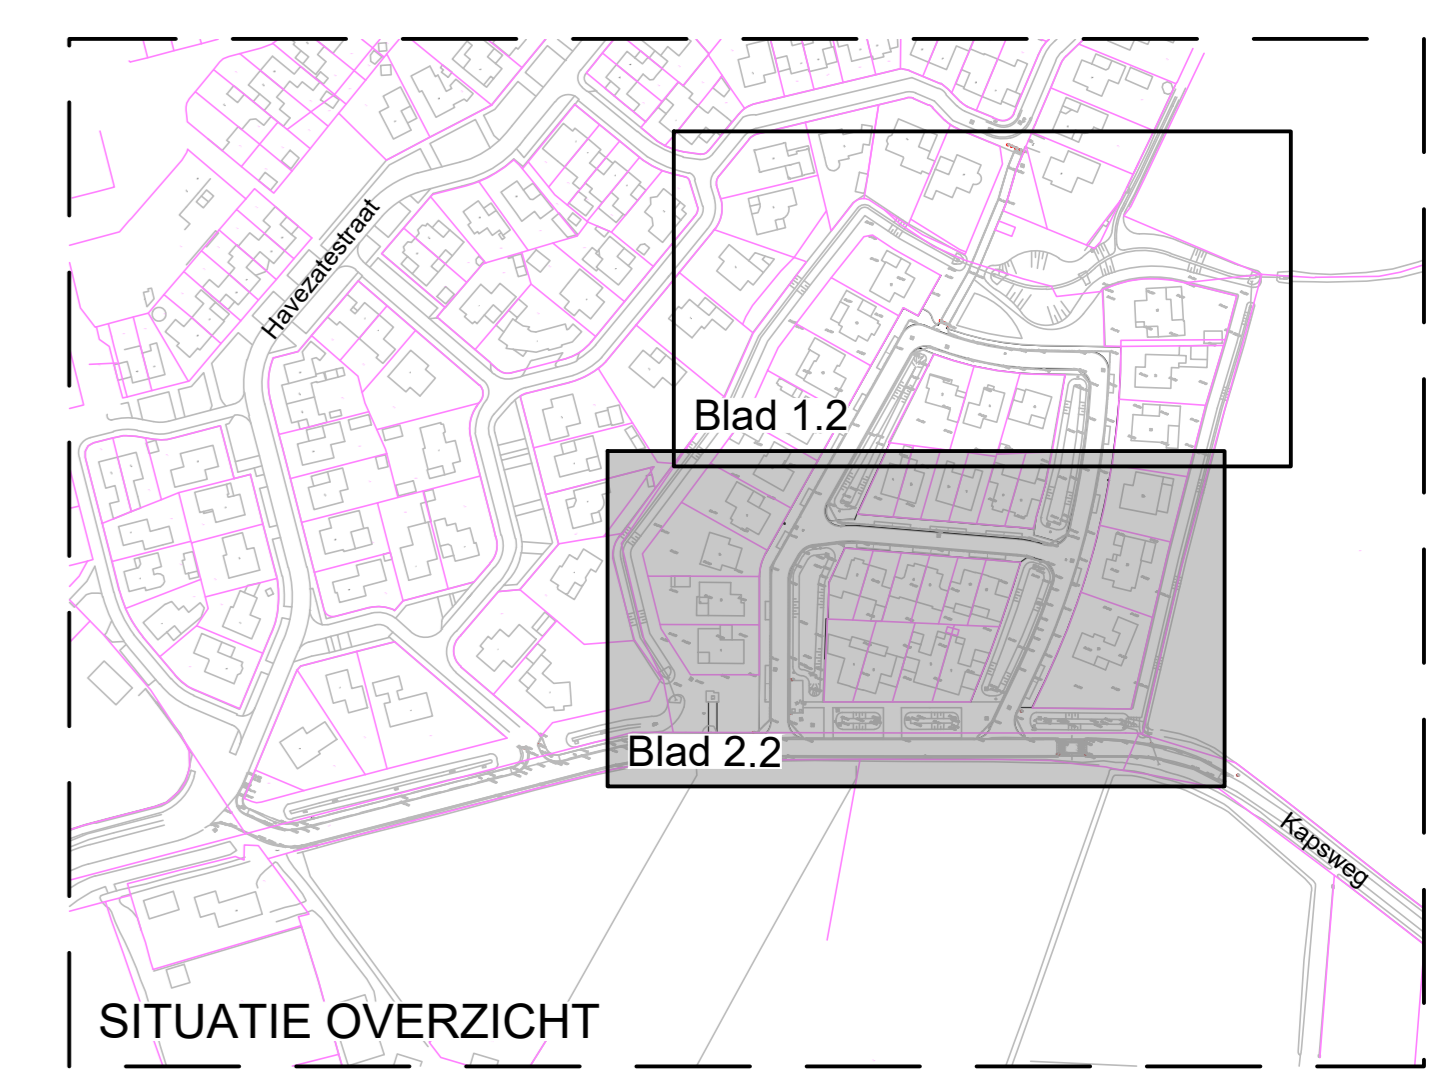 Havezatestraat
Blad 1.2
Blad 2.2
Kapsweg
SITUATIE OVERZICHT